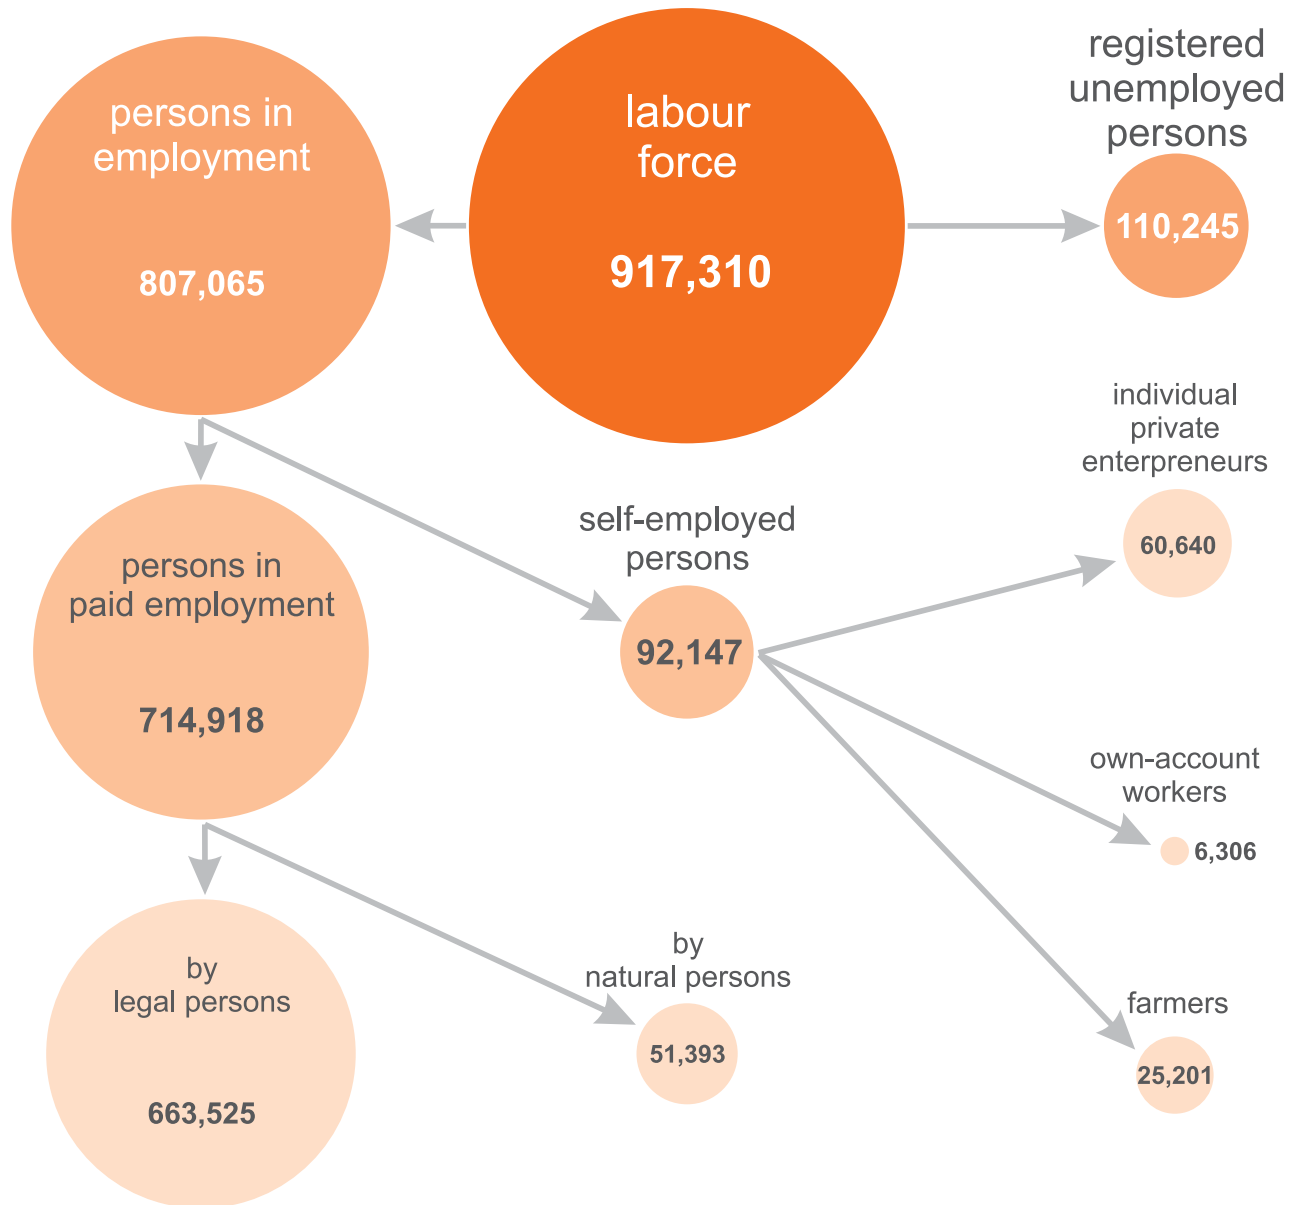 persons in
employment
807,065
labour
force
917,310
registered
unemployed
persons
110,245
persons in
paid employment
714,918
self-employed
persons
92,147
individual
private
enterpreneurs
60,640
own-account
workers
6,306
farmers
25,201
by
legal persons
663,525
by
natural persons
51,393